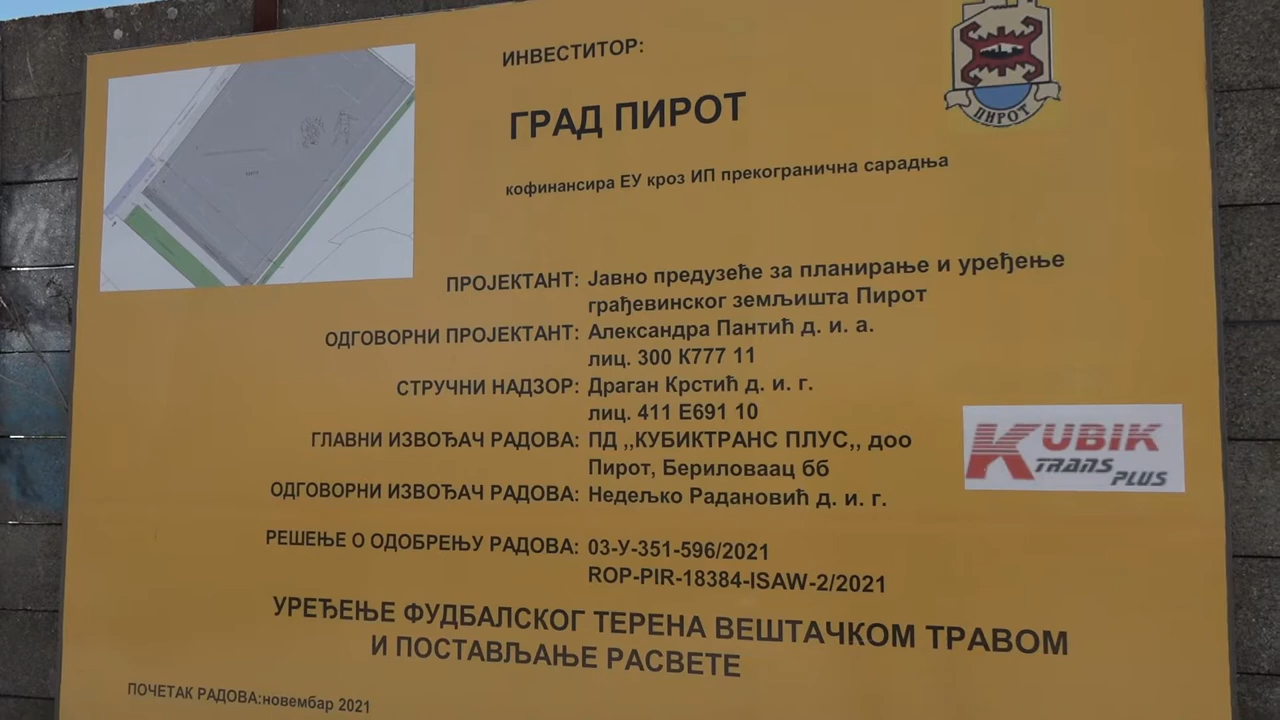 ИНВЕСТИТОР:
ГРАД ПИРОТ
ПИРОТ
кофинансира ЕУ кроз ИП прекогранична сарадња
ПРОЈЕКТАНТ: Јавно предузеће за планирање и уређење
грађевинског земљишта Пирот
ОДГОВОРНИ ПРОЈЕКТАНТ: Александра Пантић д. и. а.
лиц. 300 К777 11
СТРУЧНИ НАДЗОР: Драган Крстић д. и. г.
лиц. 411 Е691 10
ГЛАВНИ ИЗВОЂАЧ РАДОВА: ПД ,,КУБИКТРАНС ПЛУС,, доо
Пирот, Бериловаац бб
KUBIK
TRANS
PLUS
ОДГОВОРНИ ИЗВОЂАЧ РАДОВА: Недељко Радановић д. и. г.
РЕШЕЊЕ О ОДОБРЕЊУ РАДОВА: 03-У-351-596/2021
ROP-PIR-18384-ISAW-2/2021
УРЕЂЕЊЕ ФУДБАЛСКОГ ТЕРЕНА ВЕШТАЧКОМ ТРАВОМ
И ПОСТАВЉАЊЕ РАСВЕТЕ
ПОЧЕТАК РАДОВА:новембар 2021